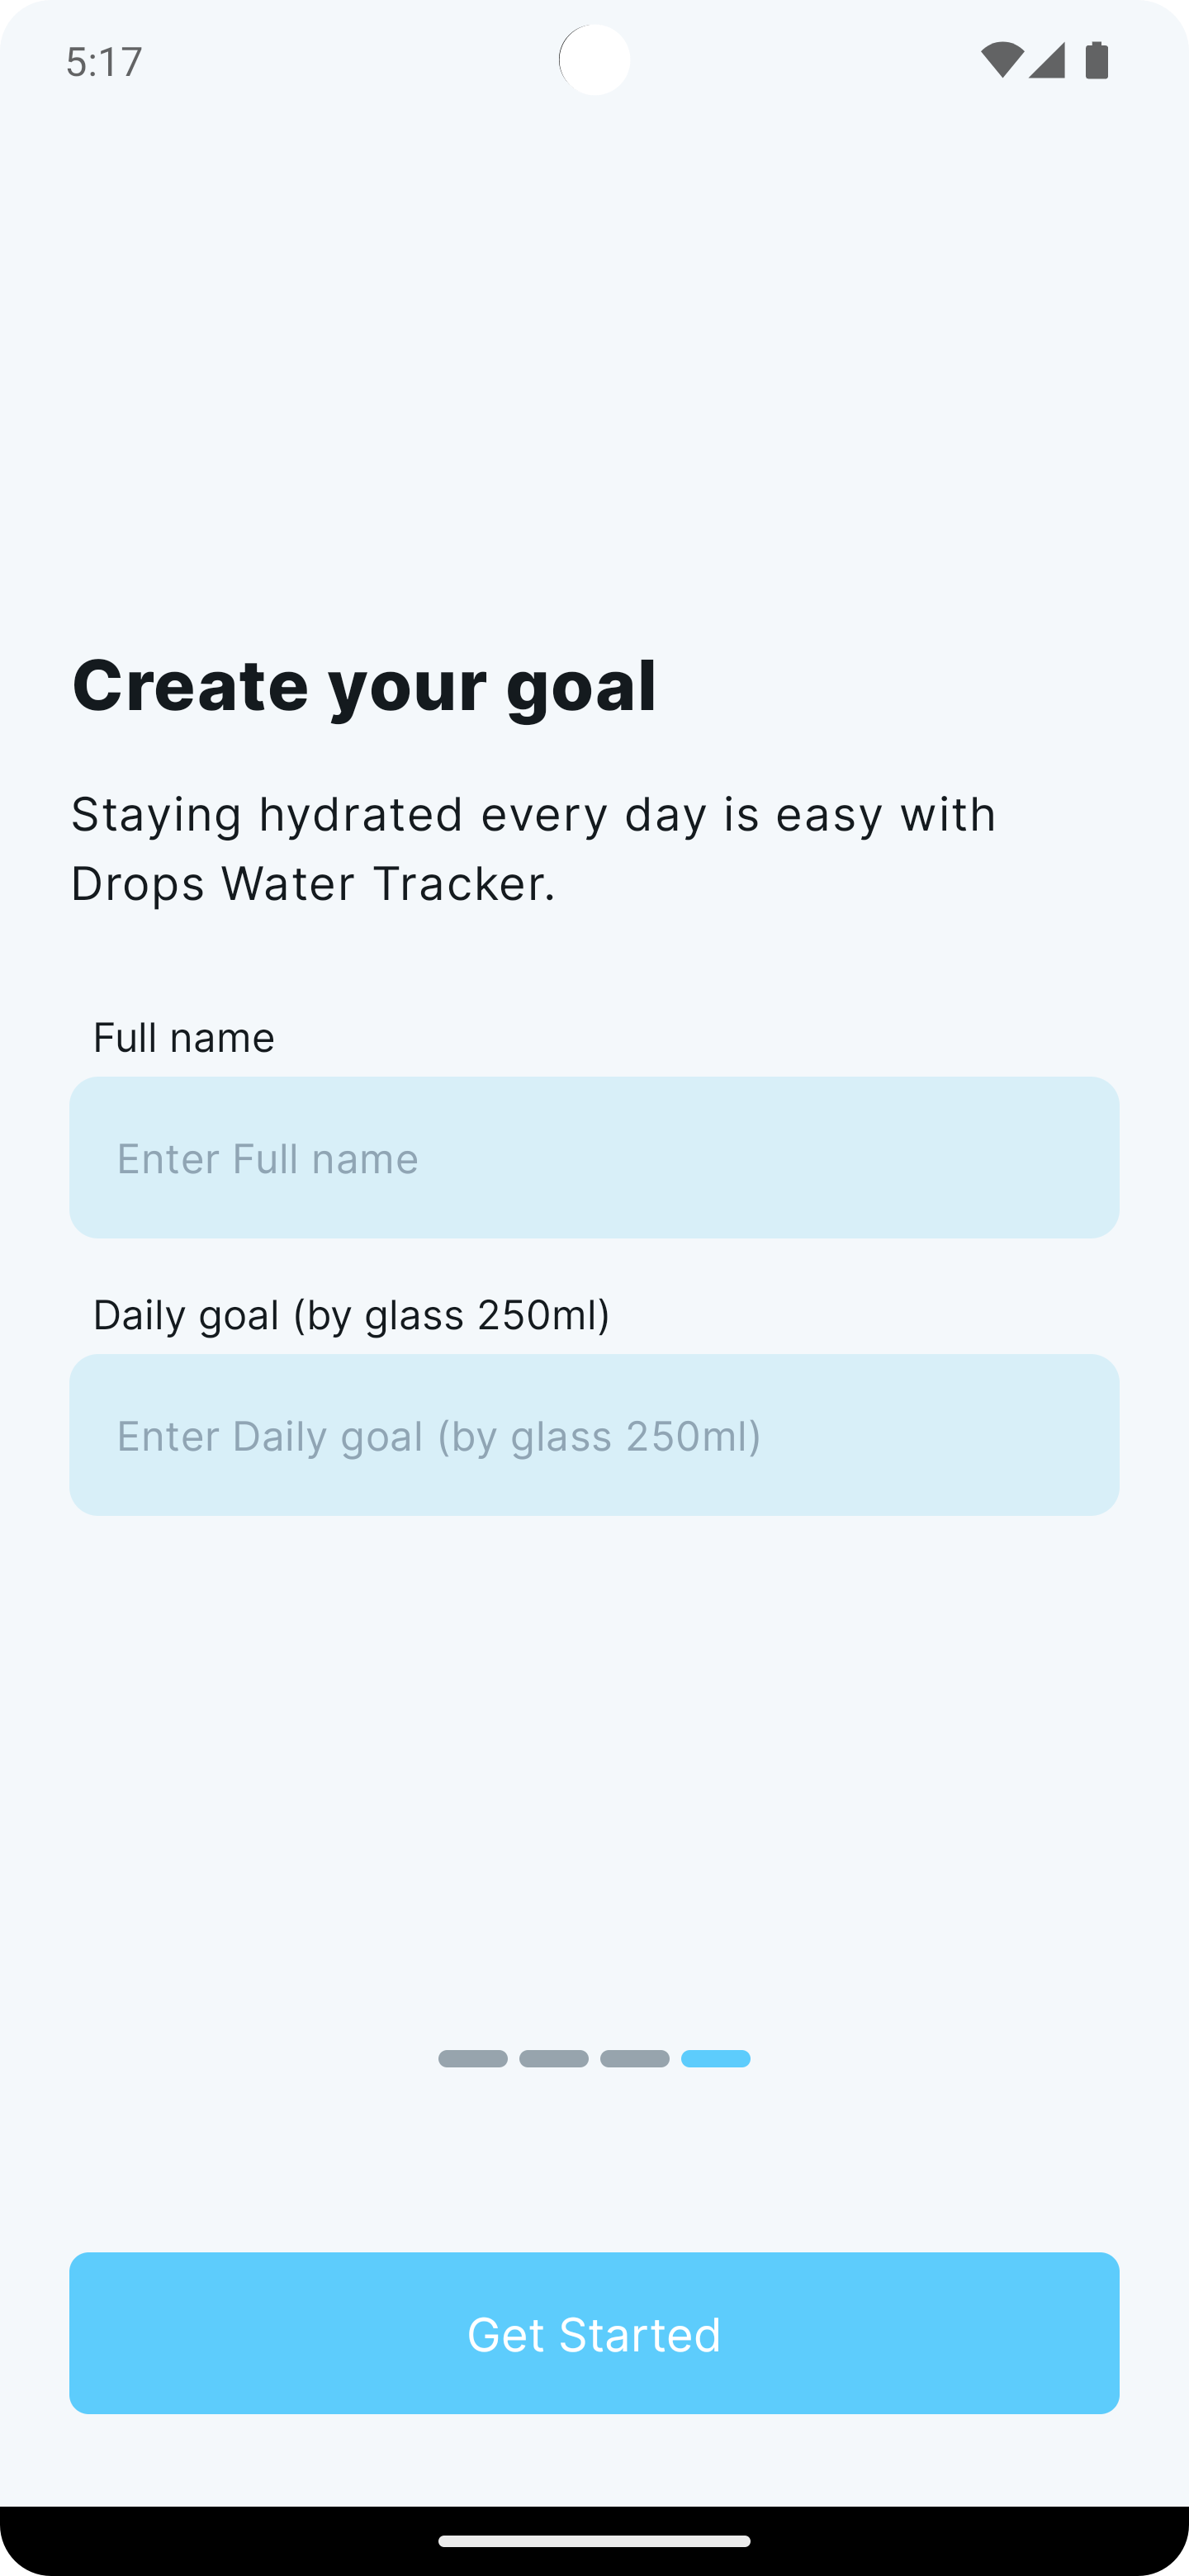 5:17
Create your goal
Staying hydrated every day is easy with
Drops Water Tracker.
Full name
Enter Full name
Daily goal (by glass 250ml)
Enter Daily goal (by glass 250ml)
Get Started